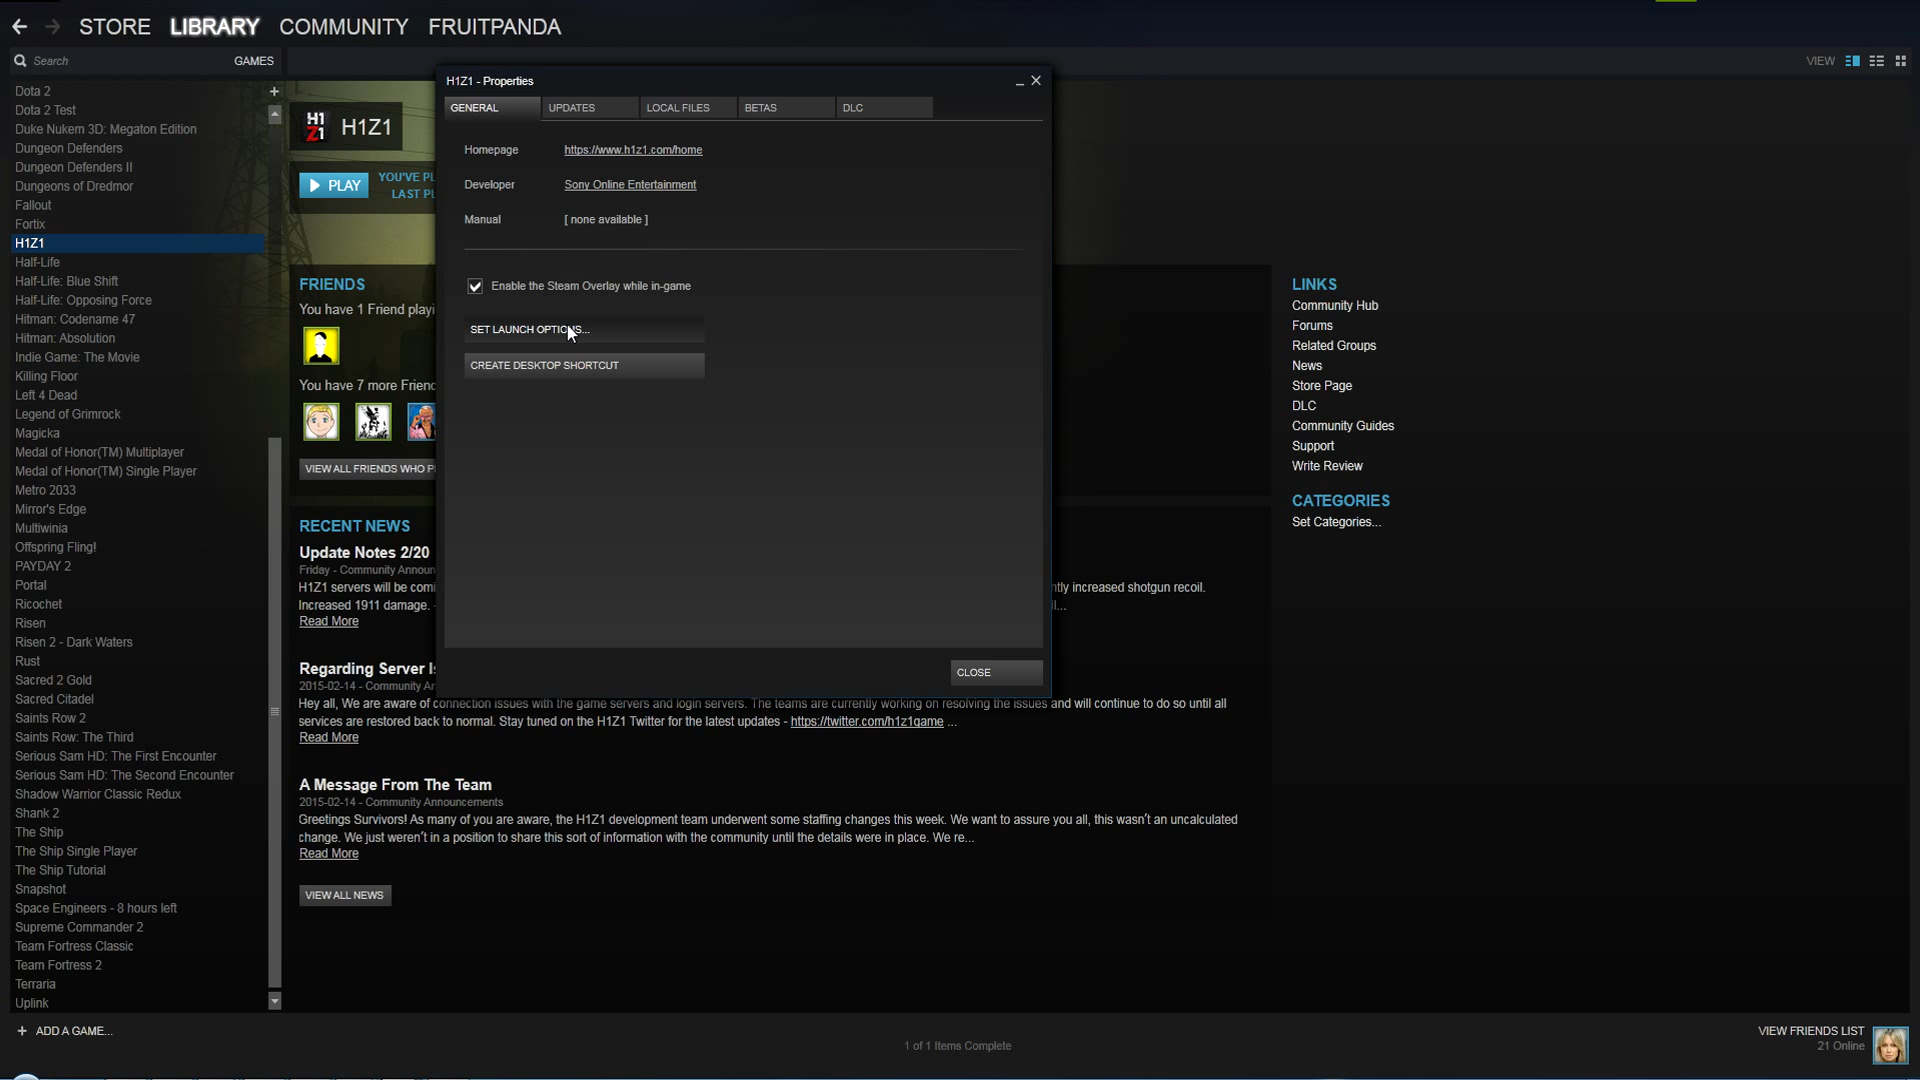 STORE LIBRARY COMMUNITY FRUITPANDA
Search
GAMES
VIEW
Dota 2
Dota 2 Test
Duke Nukem 3D: Megaton Edition
Dungeon Defenders
Dungeon Defenders II
Dungeons of Dredmor
Fallout
Fortix
H1Z1
Half-Life
Half-Life: Blue Shift
Half-Life: Opposing Force
Hitman: Codename 47
Hitman: Absolution
Indie Game: The Movie
Killing Floor
Left 4 Dead
Legend of Grimrock
Magicka
Medal of Honor(TM) Multiplayer
Medal of Honor(TM) Single Player
Metro 2033
Mirror's Edge
Multiwinia
Offspring Fling!
PAYDAY 2
Portal
Ricochet
Risen
Risen 2 - Dark Waters
Rust
Sacred 2 Gold
Sacred Citadel
Saints Row 2
Saints Row: The Third
Serious Sam HD: The First Encounter
Serious Sam HD: The Second Encounter
Shadow Warrior Classic Redux
Shank 2
The Ship
The Ship Single Player
The Ship Tutorial
Snapshot
Space Engineers - 8 hours left
Supreme Commander 2
Team Fortress Classic
Team Fortress 2
Terraria
Uplink
+ ADD A GAME...
H1Z1
H1Z1
PLAY
YOU'VE PL
LAST PL
FRIENDS
You have 1 Friend playi
You have 7 more Frienc
VIEW ALL FRIENDS WHO P
RECENT NEWS
Update Notes 2/20
Friday - Community Announ
H1Z1 servers will be comi
ntly increased shotgun recoil.
Increased 1911 damage.
Read More
Regarding Server I
2015-02-14 - Community Ar
Hey all, We are aware of connection issues with the game servers and login servers. The teams are currently working on resolving the issues and will continue to do so until all
services are restored back to normal. Stay tuned on the H1Z1 Twitter for the latest updates - https://twitter.com/h1z1game ...
Read More
A Message From The Team
2015-02-14 - Community Announcements
Greetings Survivors! As many of you are aware, the H1Z1 development team underwent some staffing changes this week. We want to assure you all, this wasn't an uncalculated
change. We just weren't in a position to share this sort of information with the community until the details were in place. We re...
Read More
VIEW ALL NEWS
H1Z1 - Properties
GENERAL UPDATES LOCAL FILES BETAS DLC
Homepage https://www.h1z1.com/home
Developer Sony Online Entertainment
Manual [ none available ]
Enable the Steam Overlay while in-game
SET LAUNCH OPTIONS...
CREATE DESKTOP SHORTCUT
CLOSE
LINKS
Community Hub
Forums
Related Groups
News
Store Page
DLC
Community Guides
Support
Write Review
CATEGORIES
Set Categories...
1 of 1 Items Complete
VIEW FRIENDS LIST
21 Online